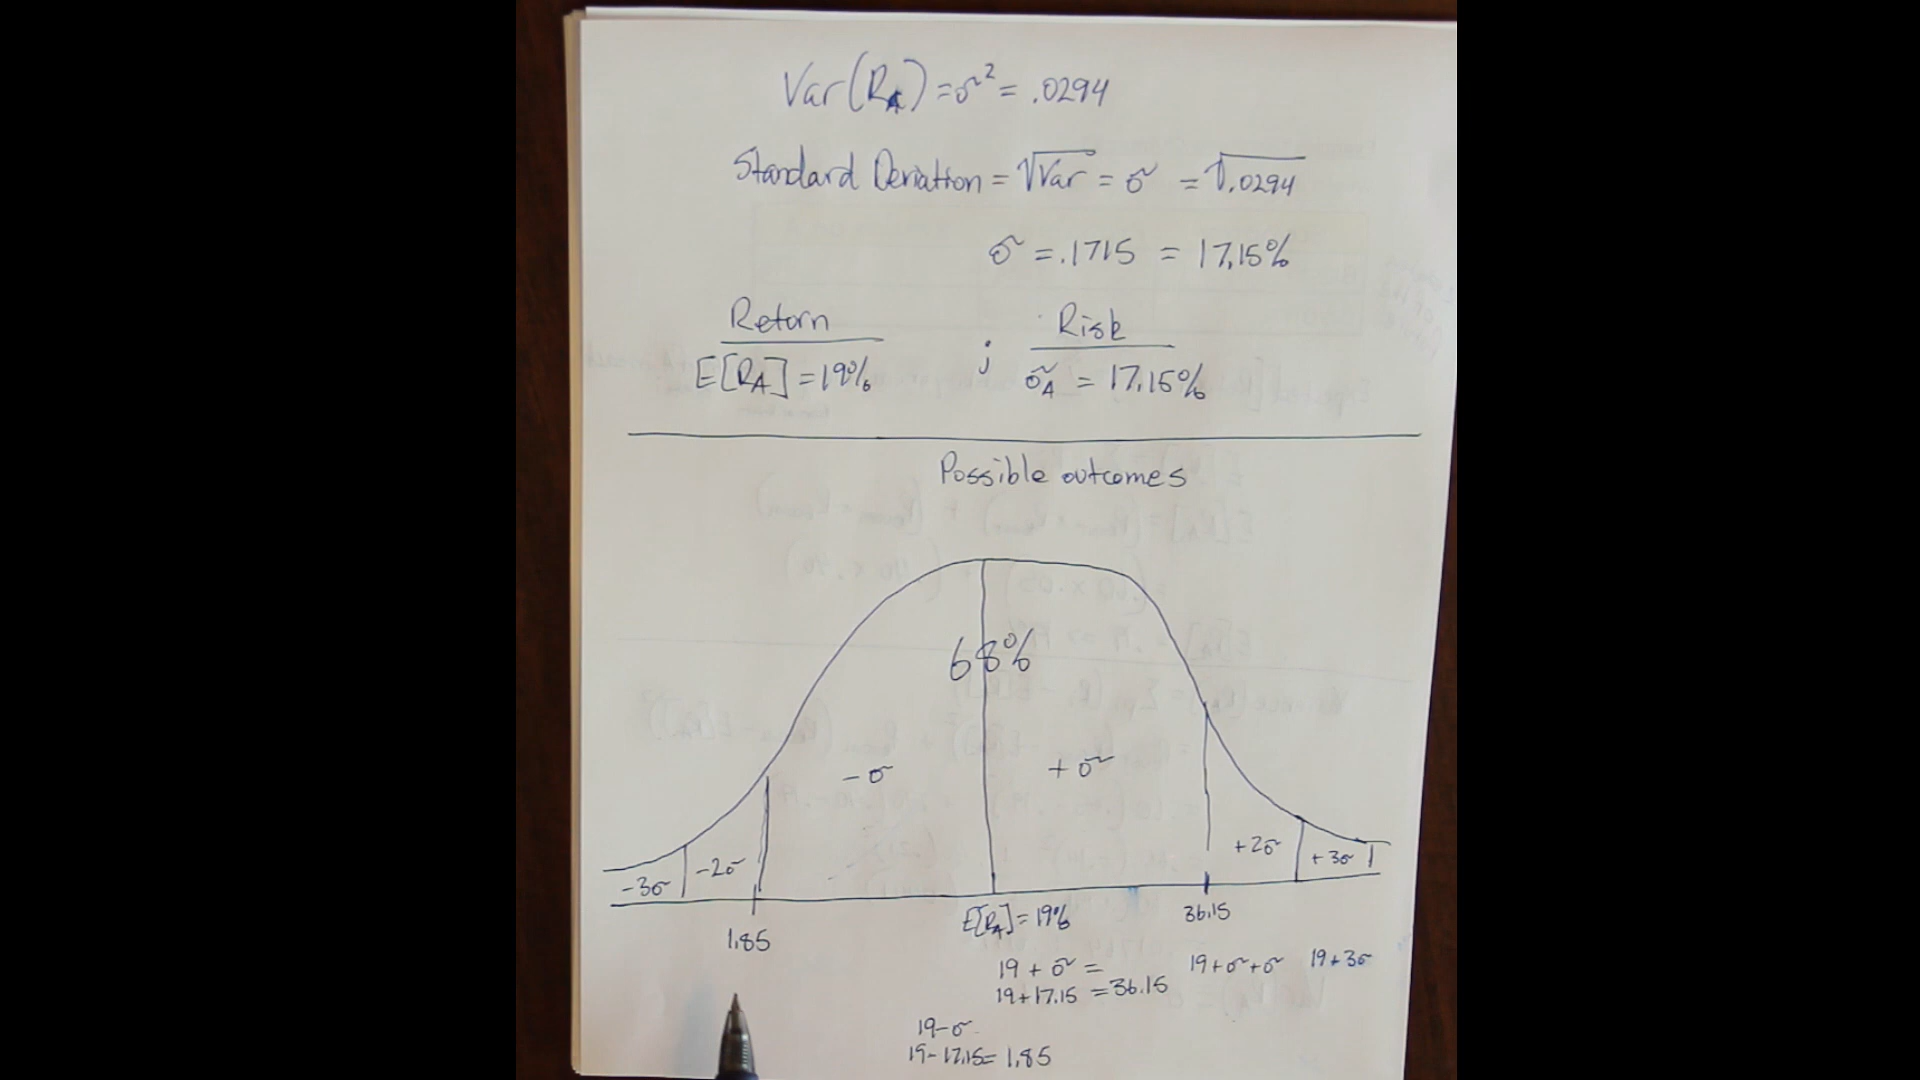 Var(R_A) = σ² = .0294
Standard Deviation = √Var = σ = √.0294
σ = .1715 = 17.15%
Return ; Risk
E[R_A] = 19% σ_A = 17.15%
Possible outcomes
68%
-σ +σ
-3σ -2σ +2σ +3σ
1.85 E[R_A] = 19% 36.15
19 + σ = 19+σ+σ 19+3σ
19+17.15 = 36.15
19-σ
19-17.15= 1.85